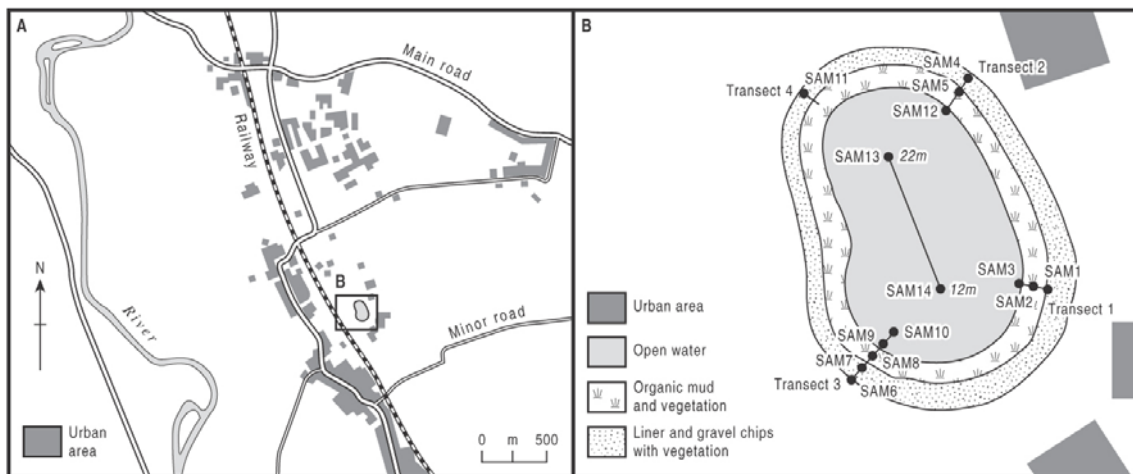 A
Main road
Railway
N
River
B
Minor road
Urban
area
0 m 500
B
SAM4
Transect 2
SAM11
SAM5
Transect 4
SAM12
SAM13
22m
SAM3
SAM1
SAM14
12m
SAM2
Transect 1
SAM9
SAM10
SAM7
SAM8
Transect 3
SAM6
Urban area
Open water
Organic mud
and vegetation
Liner and gravel chips
with vegetation